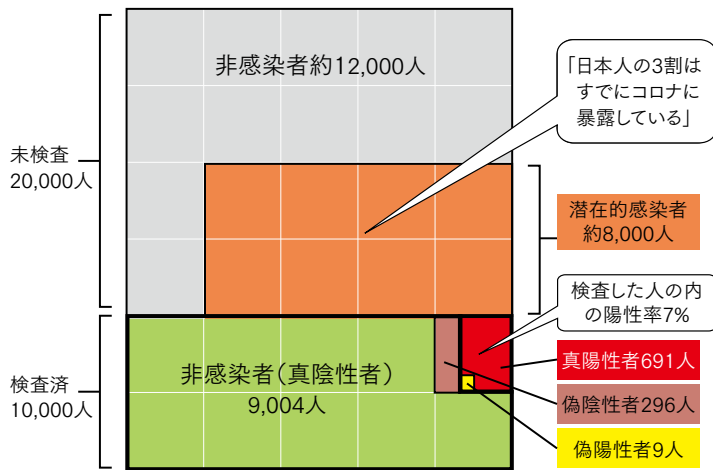 非感染者約12,000人
「日本人の3割は
すでにコロナに
暴露している」
未検査
20,000人
潜在的感染者
約8,000人
検査した人の内
の陽性率7%
検査済
10,000人
非感染者(真陰性者)
9,004人
真陽性者691人
偽陰性者296人
偽陽性者9人